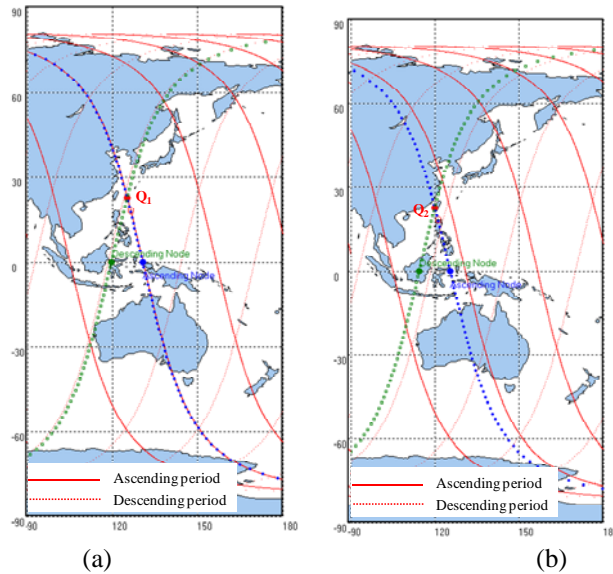 90
60
30
0
-30
-60
-90
-90
120
150
180
Q1
Descending Node
Ascending Node
Ascending period
Descending period
(a)
90
60
30
0
-30
-60
-90
-90
120
150
180
Q2
Descending Node
Ascending Node
Ascending period
Descending period
(b)